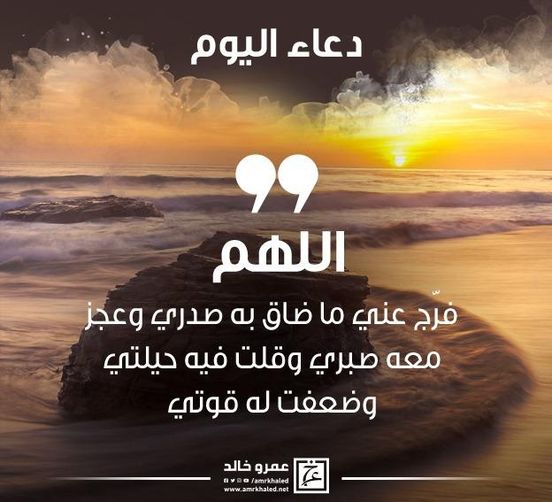 دعاء اليوم
اللهم
فرّج عني ما ضاق به صدري وعجز
معه صبري وقلت فيه حيلتي
وضعفت له قوتي
عمرو خالد
/amrkhaled
www.amrkhaled.net